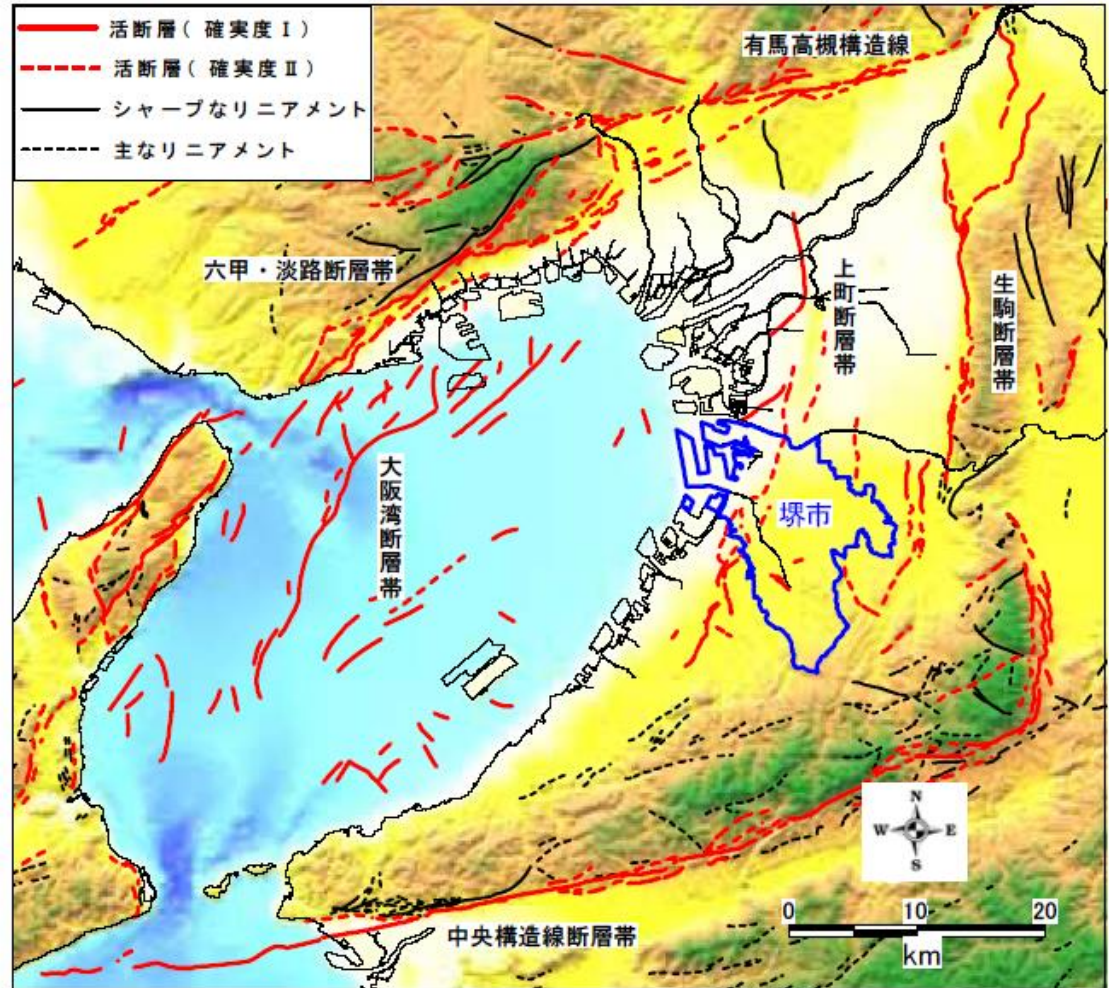 活断層( 確実度Ⅰ)
活断層( 確実度Ⅱ)
シャープなリニアメント
主なリニアメント
有馬高槻構造線
六甲・淡路断層帯
上町断層帯
生駒断層帯
大阪湾断層帯
堺市
中央構造線断層帯
N
W E
S
0 10 20
km